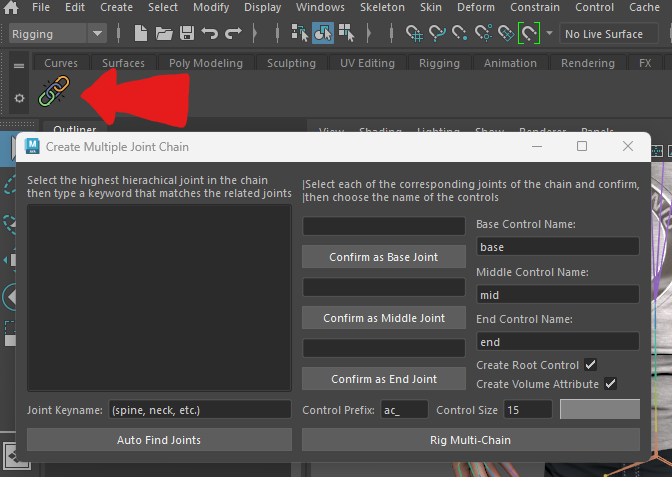 File Edit Create Select Modify Display Windows Skeleton Skin Deform Constrain Control Cache
Rigging
No Live Surface
Curves Surfaces Poly Modeling Sculpting UV Editing Rigging Animation Rendering FX
Outliner
View Shading Lighting Show Renderer Panels
M
Create Multiple Joint Chain
Select the highest hierachical joint in the chain
then type a keyword that matches the related joints
|Select each of the corresponding joints of the chain and confirm,
|then choose the name of the controls
Base Control Name:
base
Confirm as Base Joint
Middle Control Name:
mid
Confirm as Middle Joint
End Control Name:
end
Create Root Control
Confirm as End Joint
Create Volume Attribute
Joint Keyname: (spine, neck, etc.)
Control Prefix: ac_ Control Size 15
Auto Find Joints
Rig Multi-Chain